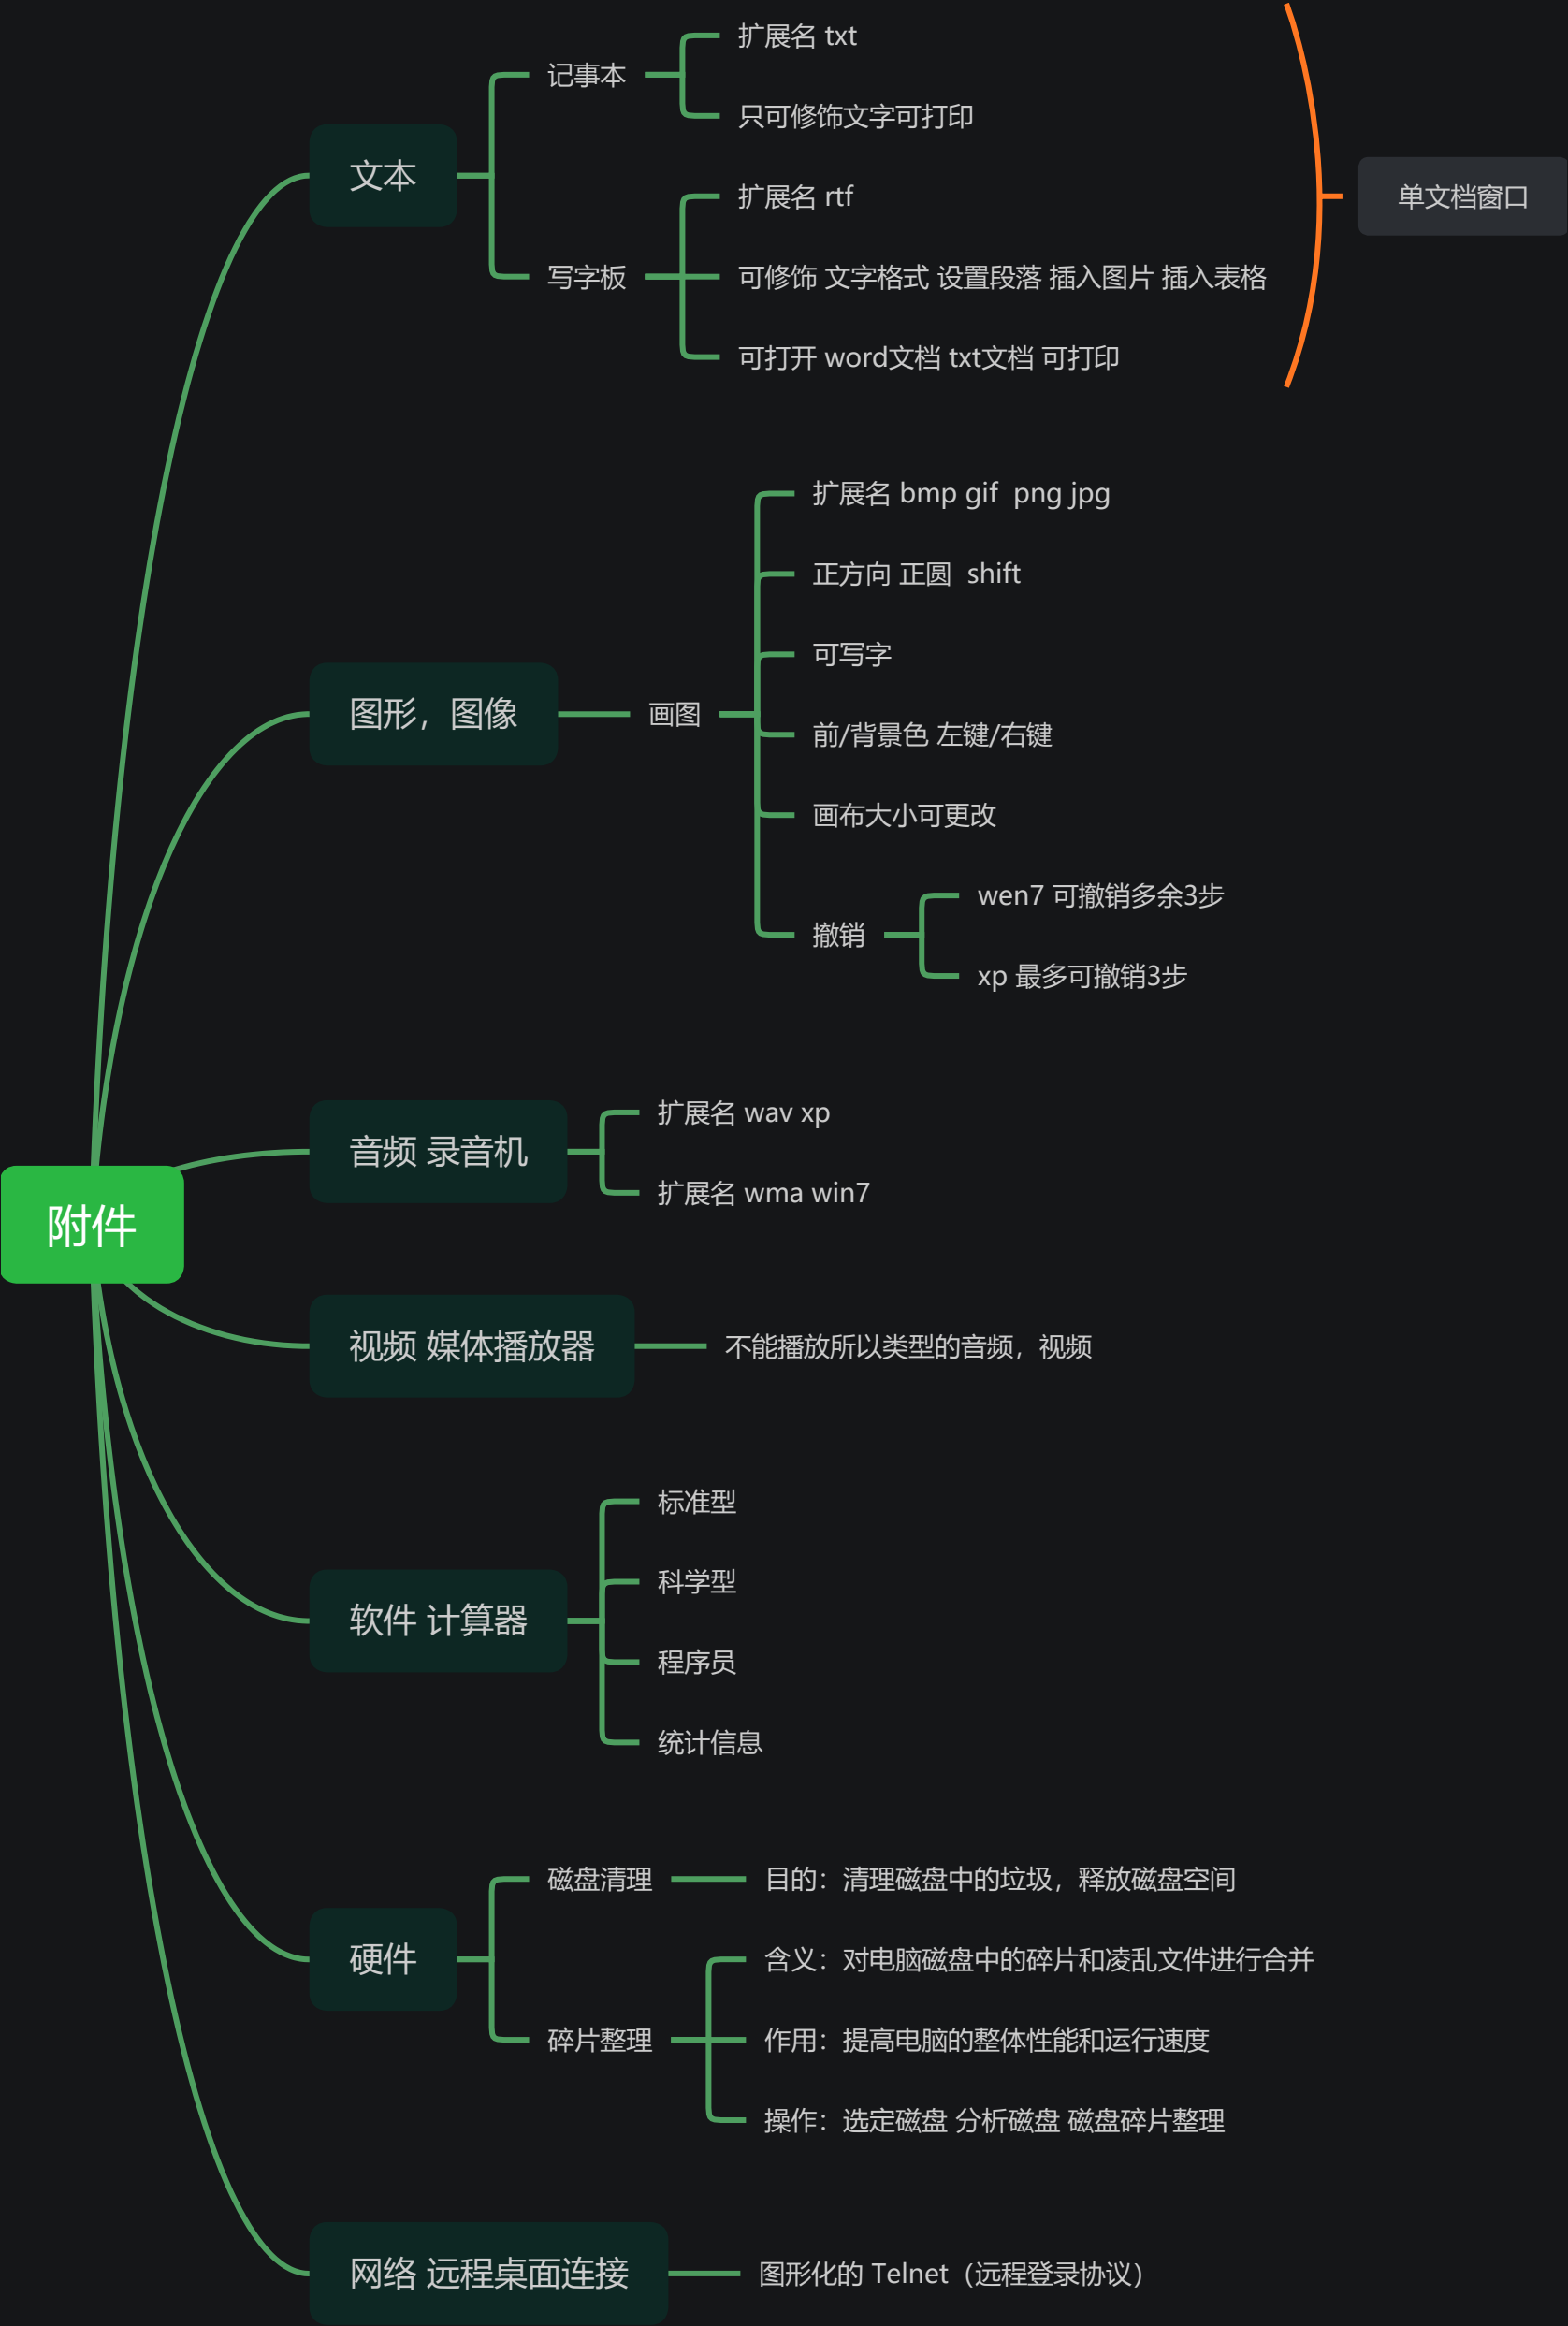 附件
文本
记事本
扩展名 txt
只可修饰文字可打印
写字板
扩展名 rtf
可修饰 文字格式 设置段落 插入图片 插入表格
可打开 word文档 txt文档 可打印
单文档窗口
图形，图像
画图
扩展名 bmp gif  png jpg
正方向 正圆  shift
可写字
前/背景色 左键/右键
画布大小可更改
撤销
wen7 可撤销多余3步
xp 最多可撤销3步
音频 录音机
扩展名 wav xp
扩展名 wma win7
视频 媒体播放器
不能播放所以类型的音频，视频
软件 计算器
标准型
科学型
程序员
统计信息
硬件
磁盘清理
目的：清理磁盘中的垃圾，释放磁盘空间
碎片整理
含义：对电脑磁盘中的碎片和凌乱文件进行合并
作用：提高电脑的整体性能和运行速度
操作：选定磁盘 分析磁盘 磁盘碎片整理
网络 远程桌面连接
图形化的 Telnet（远程登录协议）